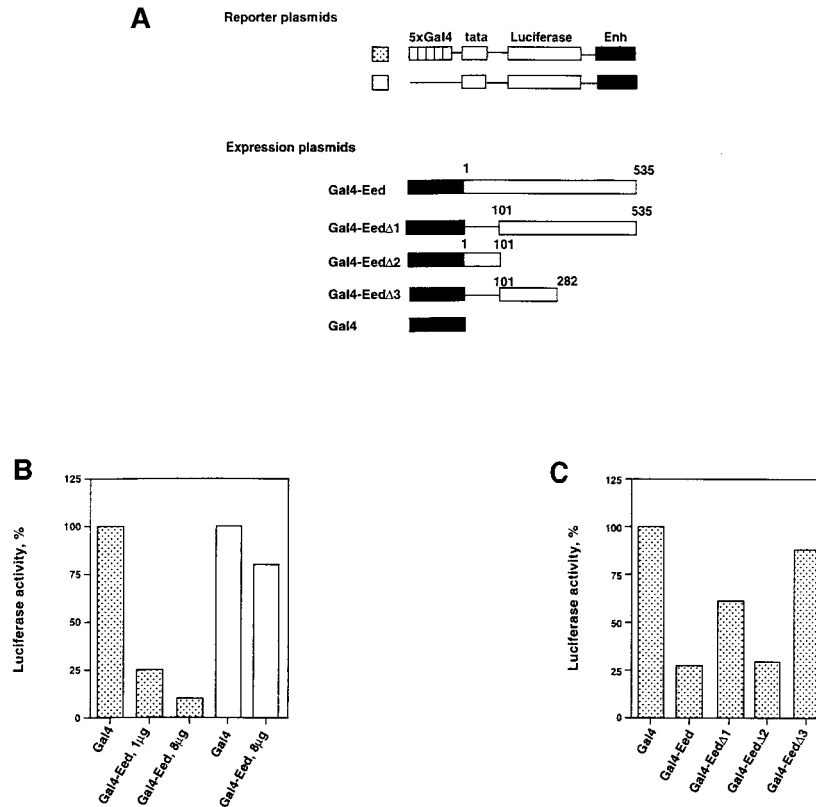 A
Reporter plasmids
5xGal4 tata Luciferase Enh
Expression plasmids
1 535
Gal4-Eed
101 535
Gal4-EedΔ1
1 101
Gal4-EedΔ2
101 282
Gal4-EedΔ3
Gal4
B
Luciferase activity, %
125
100
75
50
25
0
Gal4
Gal4-Eed, 1µg
Gal4-Eed, 8µg
Gal4
Gal4-Eed, 8µg
C
Luciferase activity, %
125
100
75
50
25
0
Gal4
Gal4-Eed
Gal4-EedΔ1
Gal4-EedΔ2
Gal4-EedΔ3